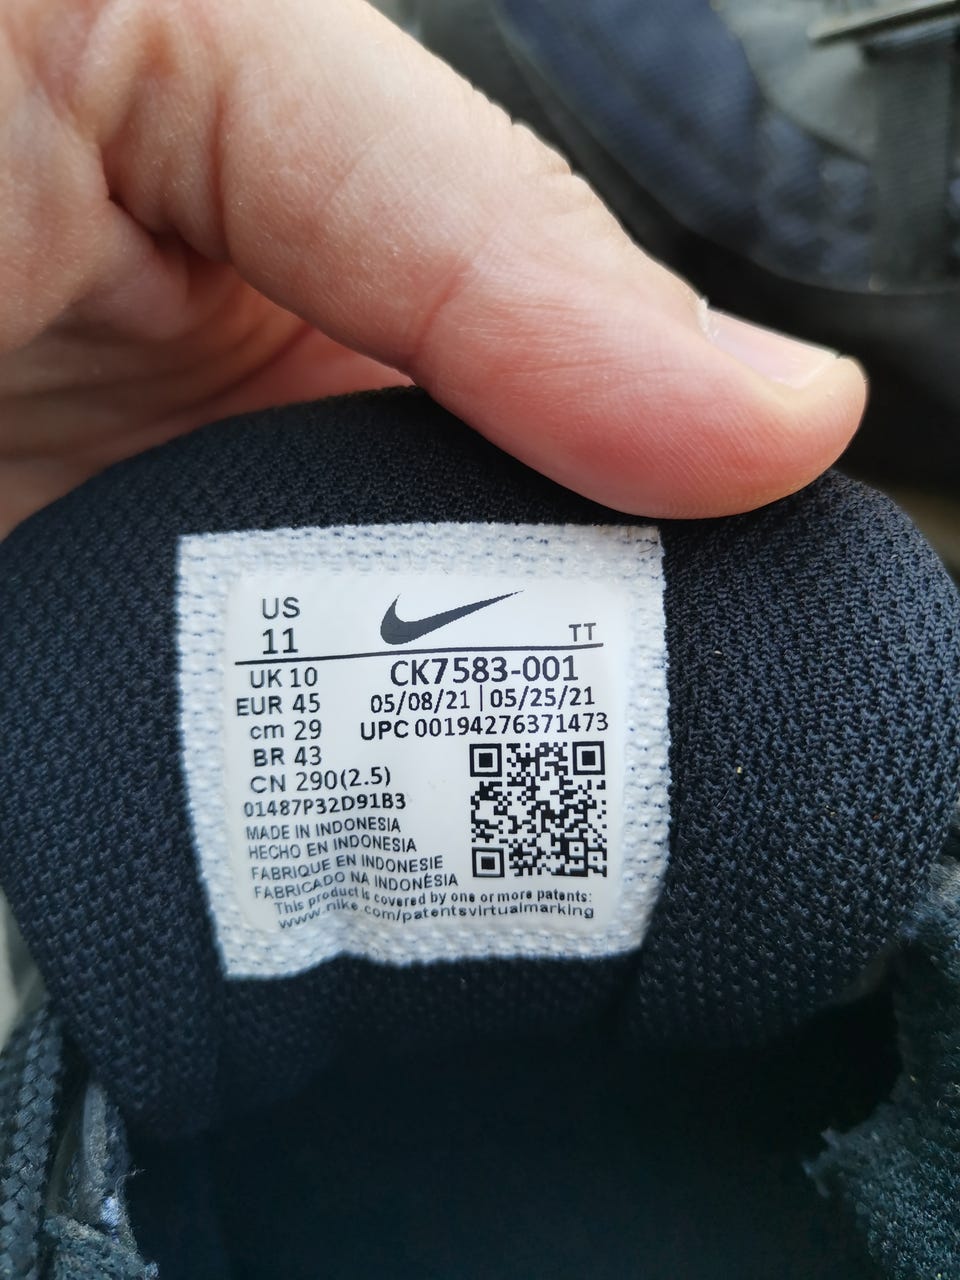 US
11
TT
UK 10
EUR 45
cm 29
BR 43
CN 290(2.5)
CK7583-001
05/08/21 | 05/25/21
UPC 00194276371473
01487P32D91B3
MADE IN INDONESIA
HECHO EN INDONESIA
FABRIQUE EN INDONESIE
FABRICADO NA INDONÉSIA
This product is covered by one or more patents:
www.nike.com/patentsvirtualmarking